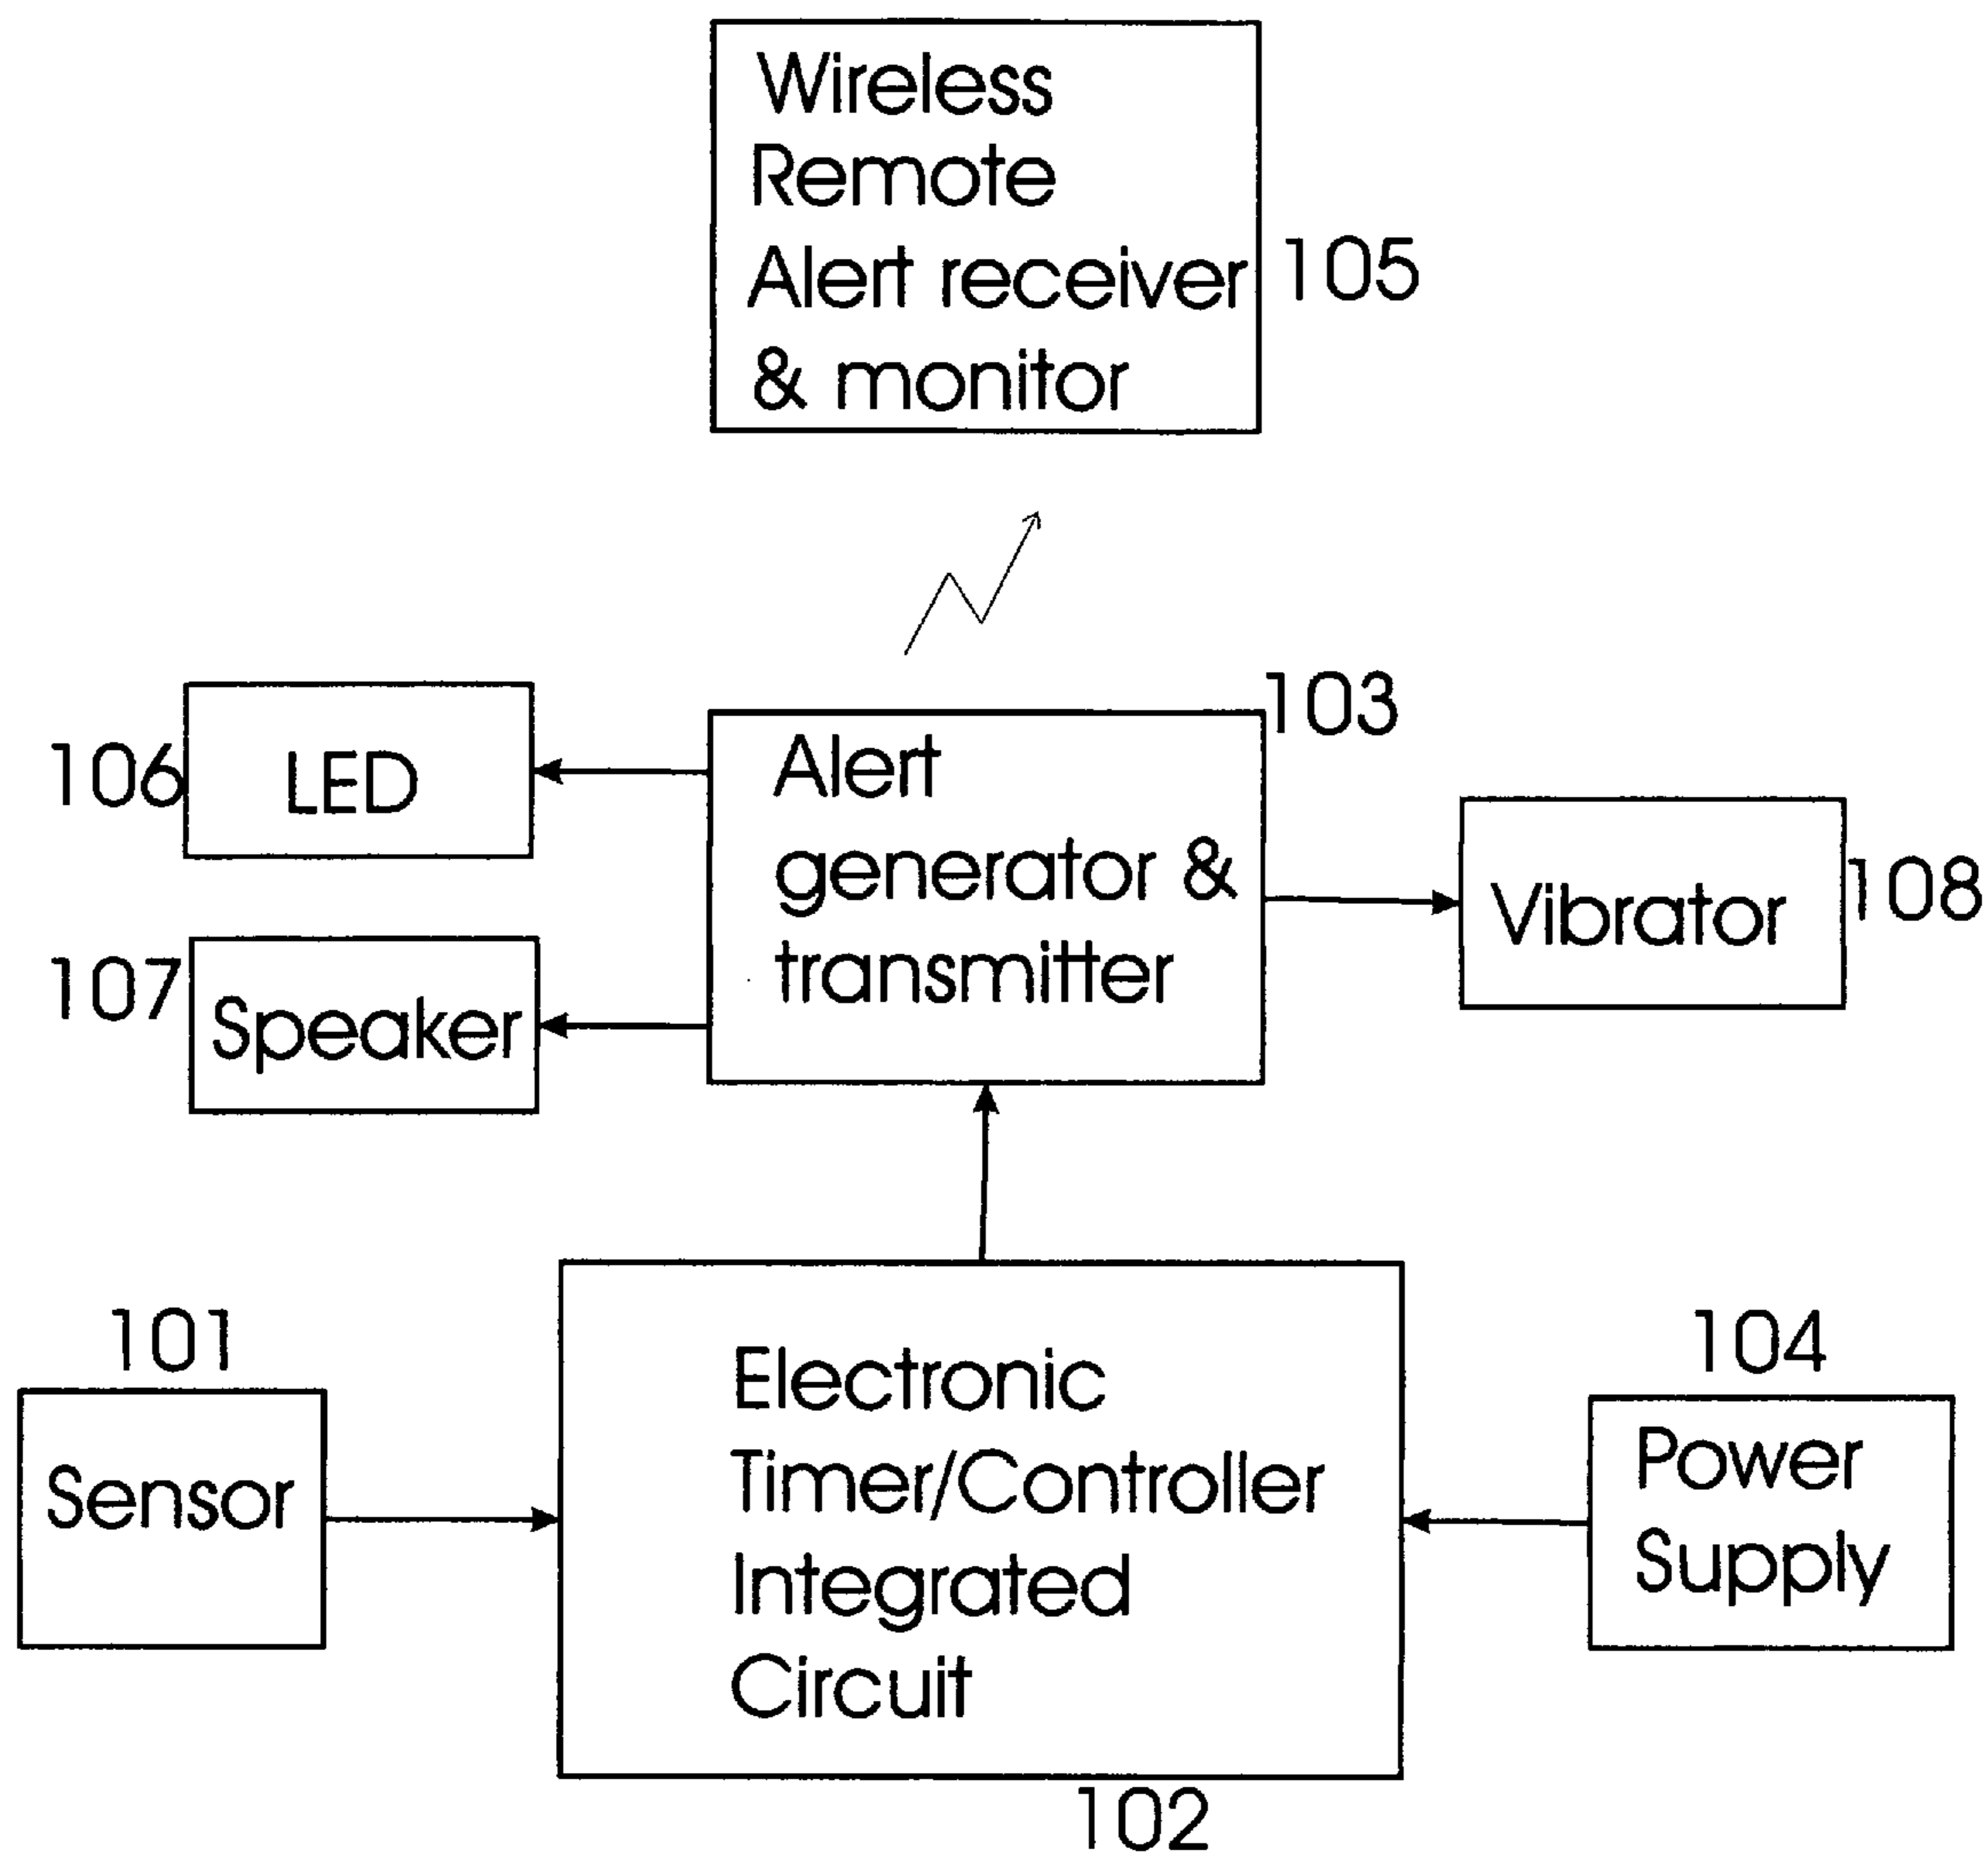 Wireless
Remote
Alert receiver
& monitor
105
103
106
LED
Alert
generator &
transmitter
Vibrator
108
107
Speaker
101
Sensor
Electronic
Timer/Controller
Integrated
Circuit
102
104
Power
Supply